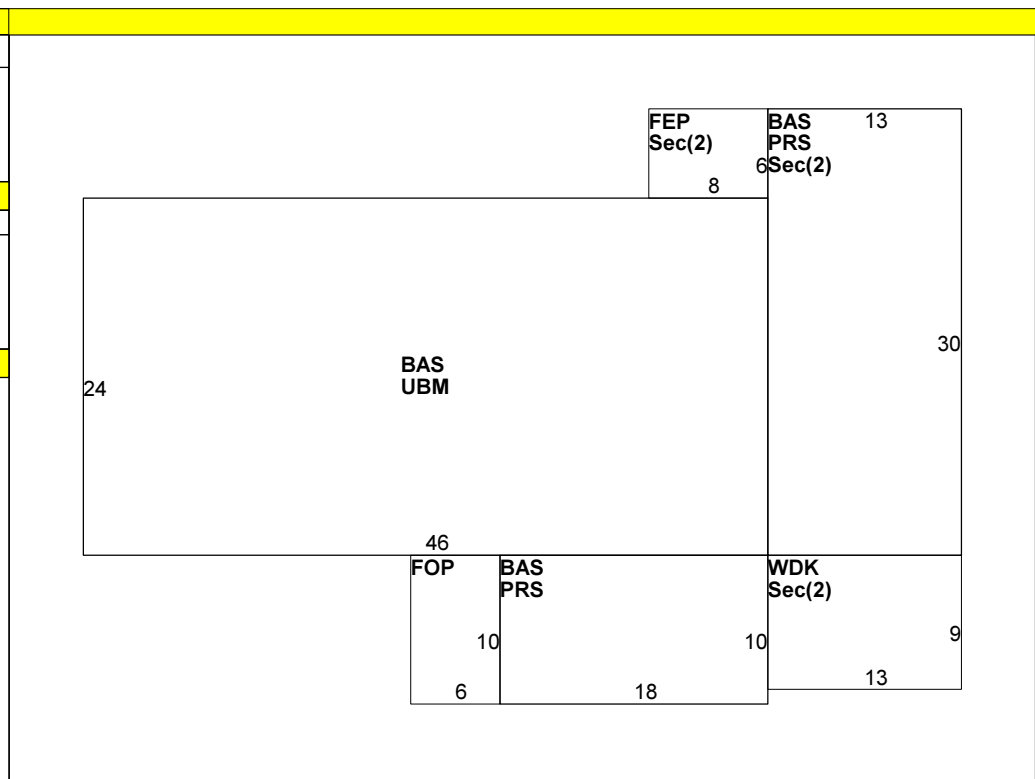 FEP
Sec(2)
6
8
BAS 13
PRS
Sec(2)
30
24
BAS
UBM
46
FOP
10
6
BAS
PRS
10
18
WDK
Sec(2)
9
13